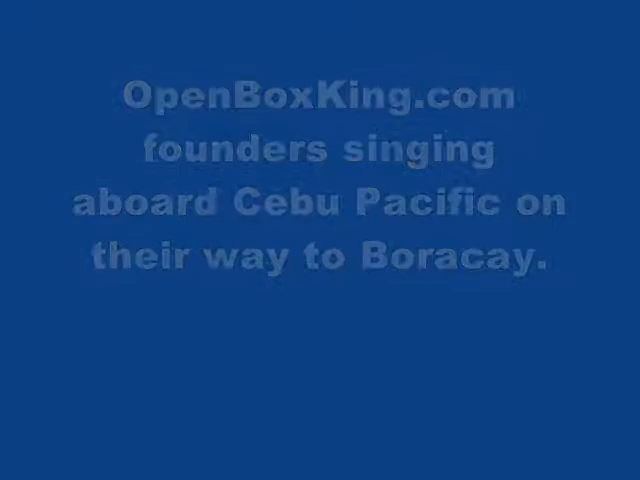 OpenBoxKing.com
founders singing
aboard Cebu Pacific on
their way to Boracay.